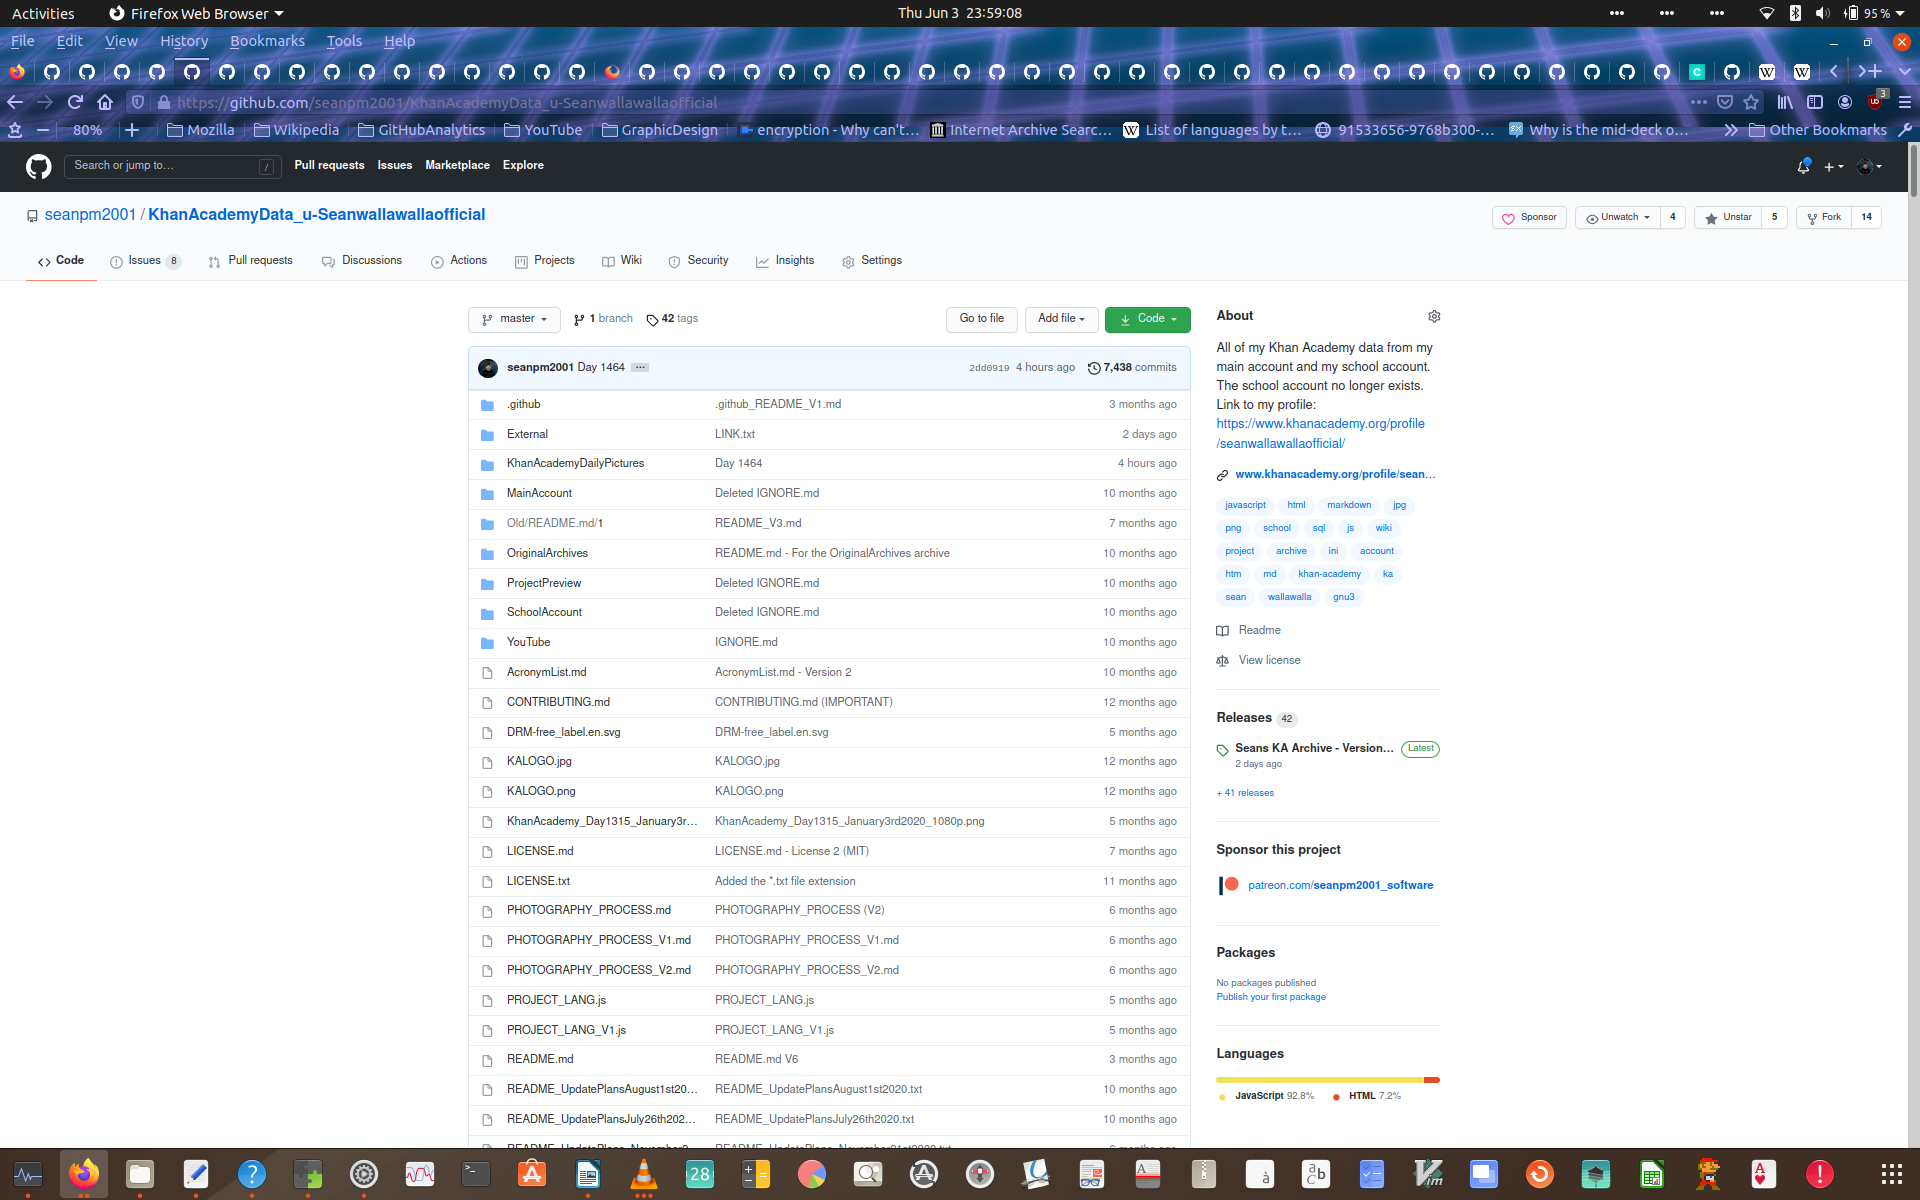 Activities Firefox Web Browser Thu Jun 3 23:59:08 95 %
File Edit View History Bookmarks Tools Help
https://github.com/seanpm2001/KhanAcademyData_u-Seanwallawallaofficial 3
80% Mozilla Wikipedia GitHubAnalytics YouTube GraphicDesign encryption - Why can't… Internet Archive Searc… List of languages by t… 91533656-9768b300-… Why is the mid-deck o… Other Bookmarks
Search or jump to… / Pull requests Issues Marketplace Explore
seanpm2001 / KhanAcademyData_u-Seanwallawallaofficial Sponsor Unwatch 4 Unstar 5 Fork 14
Code Issues 8 Pull requests Discussions Actions Projects Wiki Security Insights Settings
master 1 branch 42 tags Go to file Add file Code
seanpm2001 Day 1464 … 2dd0919 4 hours ago 7,438 commits
.github .github_README_V1.md 3 months ago
External LINK.txt 2 days ago
KhanAcademyDailyPictures Day 1464 4 hours ago
MainAccount Deleted IGNORE.md 10 months ago
Old/README.md/1 README_V3.md 7 months ago
OriginalArchives README.md - For the OriginalArchives archive 10 months ago
ProjectPreview Deleted IGNORE.md 10 months ago
SchoolAccount Deleted IGNORE.md 10 months ago
YouTube IGNORE.md 10 months ago
AcronymList.md AcronymList.md - Version 2 10 months ago
CONTRIBUTING.md CONTRIBUTING.md (IMPORTANT) 12 months ago
DRM-free_label.en.svg DRM-free_label.en.svg 5 months ago
KALOGO.jpg KALOGO.jpg 12 months ago
KALOGO.png KALOGO.png 12 months ago
KhanAcademy_Day1315_January3r… KhanAcademy_Day1315_January3rd2020_1080p.png 5 months ago
LICENSE.md LICENSE.md - License 2 (MIT) 7 months ago
LICENSE.txt Added the *.txt file extension 11 months ago
PHOTOGRAPHY_PROCESS.md PHOTOGRAPHY_PROCESS (V2) 6 months ago
PHOTOGRAPHY_PROCESS_V1.md PHOTOGRAPHY_PROCESS_V1.md 6 months ago
PHOTOGRAPHY_PROCESS_V2.md PHOTOGRAPHY_PROCESS_V2.md 6 months ago
PROJECT_LANG.js PROJECT_LANG.js 5 months ago
PROJECT_LANG_V1.js PROJECT_LANG_V1.js 5 months ago
README.md README.md V6 3 months ago
README_UpdatePlansAugust1st20… README_UpdatePlansAugust1st2020.txt 10 months ago
README_UpdatePlansJuly26th202… README_UpdatePlansJuly26th2020.txt 10 months ago
About
All of my Khan Academy data from my
main account and my school account.
The school account no longer exists.
Link to my profile:
https://www.khanacademy.org/profile
/seanwallawallaofficial/
www.khanacademy.org/profile/sean…
javascript html markdown jpg
png school sql js wiki
project archive ini account
htm md khan-academy ka
sean wallawalla gnu3
Readme
View license
Releases 42
Seans KA Archive - Version… Latest
2 days ago
+ 41 releases
Sponsor this project
patreon.com/seanpm2001_software
Packages
No packages published
Publish your first package
Languages
JavaScript 92.8% HTML 7.2%
28